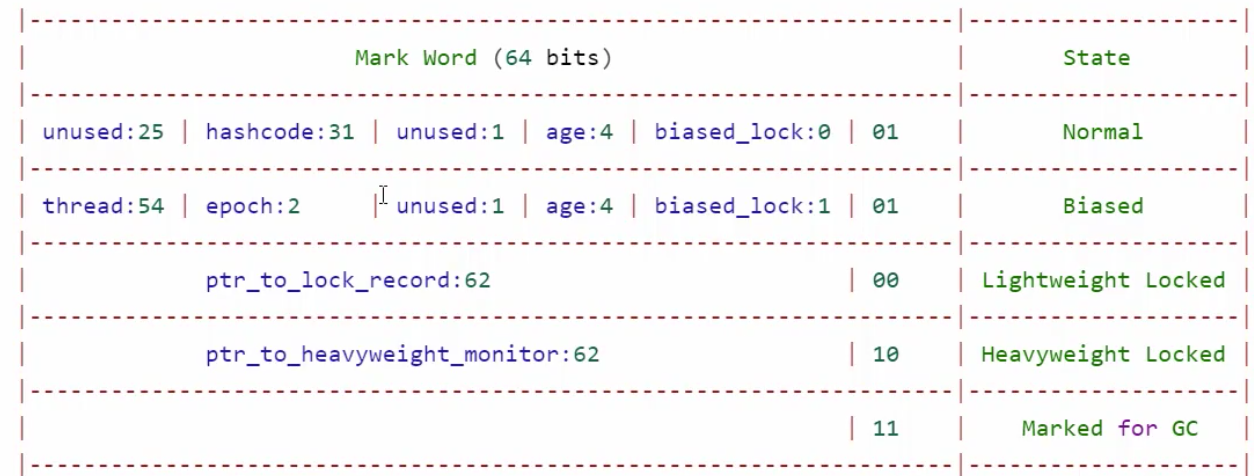 |--------------------------------------------------------------------|--------------------|
| Mark Word (64 bits) | State |
|--------------------------------------------------------------------|--------------------|
| unused:25 | hashcode:31 | unused:1 | age:4 | biased_lock:0 | 01 | Normal |
|--------------------------------------------------------------------|--------------------|
| thread:54 | epoch:2 | unused:1 | age:4 | biased_lock:1 | 01 | Biased |
|--------------------------------------------------------------------|--------------------|
| ptr_to_lock_record:62 | 00 | Lightweight Locked |
|--------------------------------------------------------------------|--------------------|
| ptr_to_heavyweight_monitor:62 | 10 | Heavyweight Locked |
|--------------------------------------------------------------------|--------------------|
| | 11 | Marked for GC |
|--------------------------------------------------------------------|--------------------|